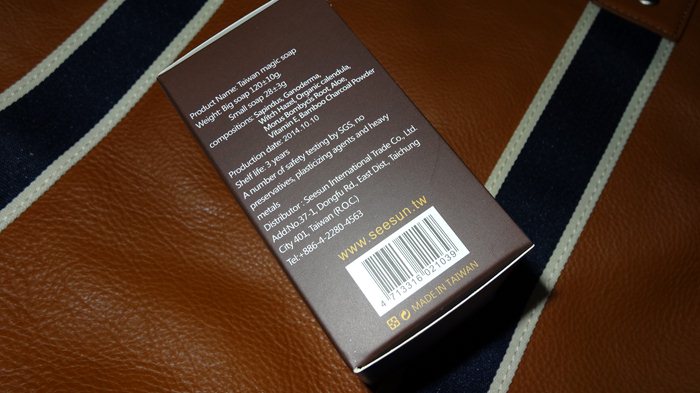 Product Name: Taiwan magic soap
Weight: Big soap 120±10g,
Small soap 28±3g
compositions: Sapindus, Ganoderma,
Witch Hazel, Organic calendula,
Morus Bombycis Root, Aloe,
Vitamin E, Bamboo Charcoal Powder
Production date: 2014.10.10
Shelf life: 3 years
A number of safety testing by SGS, no
preservatives, plasticizing agents and heavy
metals
Distributor : Seesun International Trade Co., Ltd.
Add:No.37-1, Dongfu Rd., East Dist., Taichung
City 401, Taiwan (R.O.C)
Tel.+886-4-2280-4563
www.seesun.tw
4 713316 021039
MADE IN TAIWAN